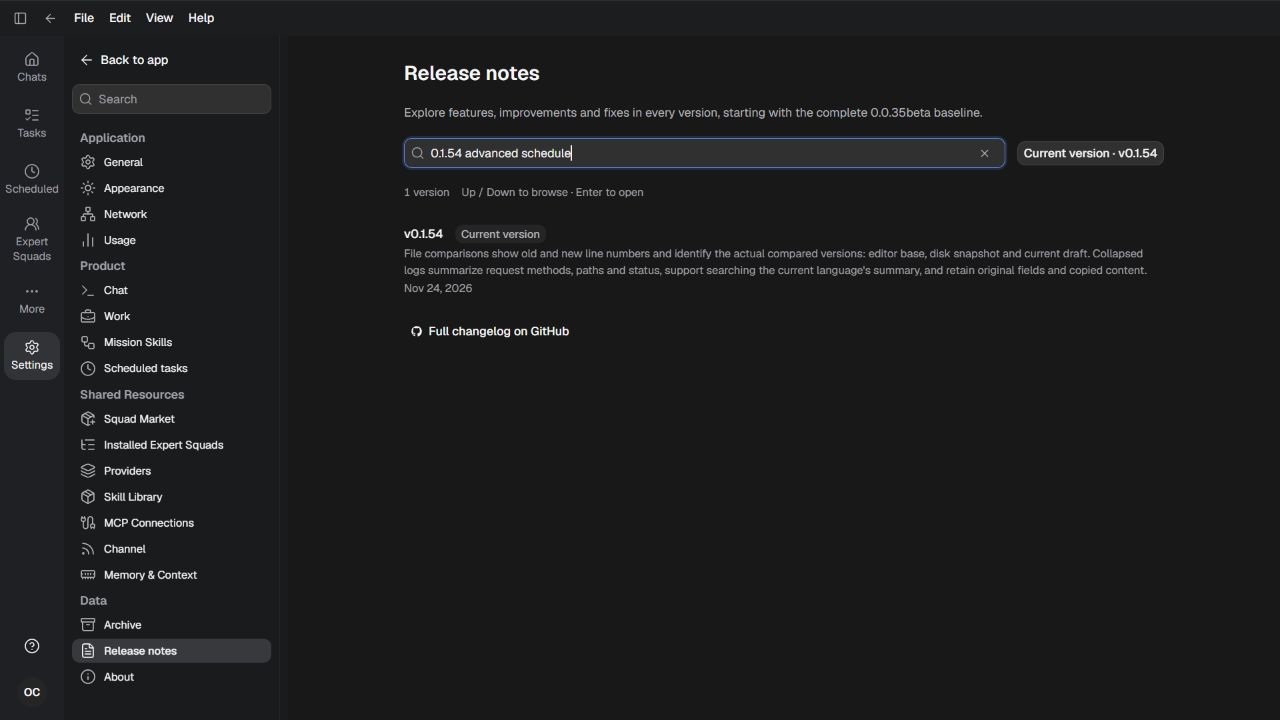 File Edit View Help
Chats
Tasks
Scheduled
Expert
Squads
More
Settings
OC
Back to app
Search
Application
General
Appearance
Network
Usage
Product
Chat
Work
Mission Skills
Scheduled tasks
Shared Resources
Squad Market
Installed Expert Squads
Providers
Skill Library
MCP Connections
Channel
Memory & Context
Data
Archive
Release notes
About
Release notes
Explore features, improvements and fixes in every version, starting with the complete 0.0.35beta baseline.
0.1.54 advanced schedule
Current version · v0.1.54
1 version Up / Down to browse · Enter to open
v0.1.54 Current version
File comparisons show old and new line numbers and identify the actual compared versions: editor base, disk snapshot and current draft. Collapsed
logs summarize request methods, paths and status, support searching the current language's summary, and retain original fields and copied content.
Nov 24, 2026
Full changelog on GitHub